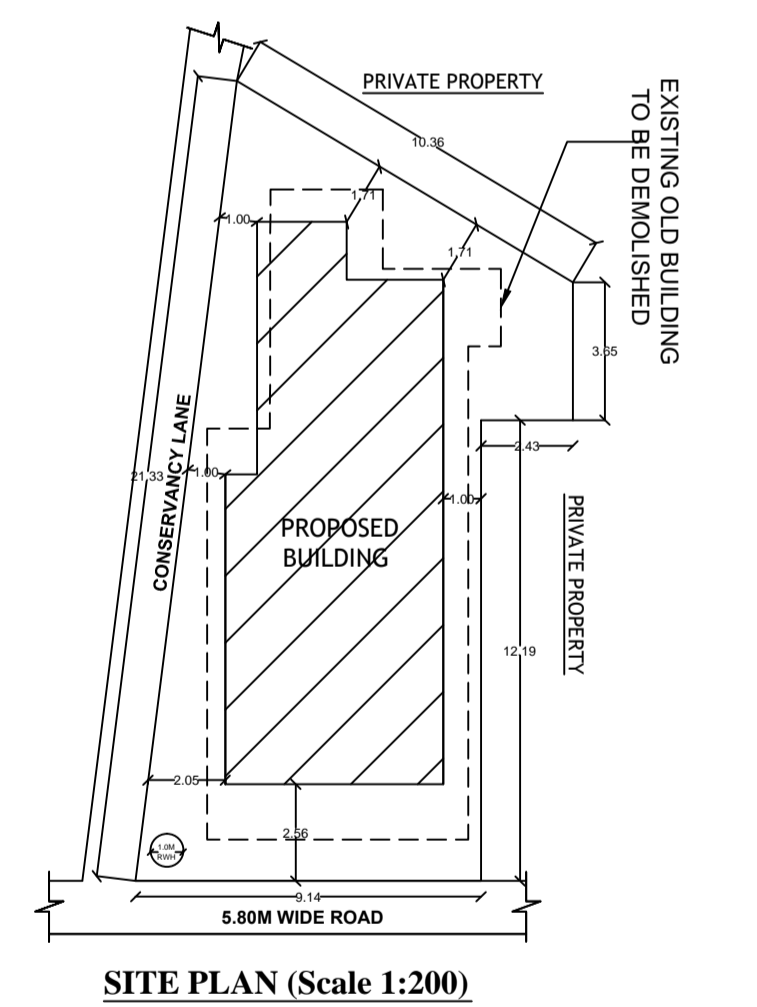 PRIVATE PROPERTY
10.36
EXISTING OLD BUILDING
TO BE DEMOLISHED
1.71
1.00
1.71
3.65
2.43
CONSERVANCY LANE
21.33
1.00
1.00
PROPOSED
BUILDING
PRIVATE PROPERTY
12.19
2.05
2.56
1.0M
RWH
9.14
5.80M WIDE ROAD
SITE PLAN (Scale 1:200)